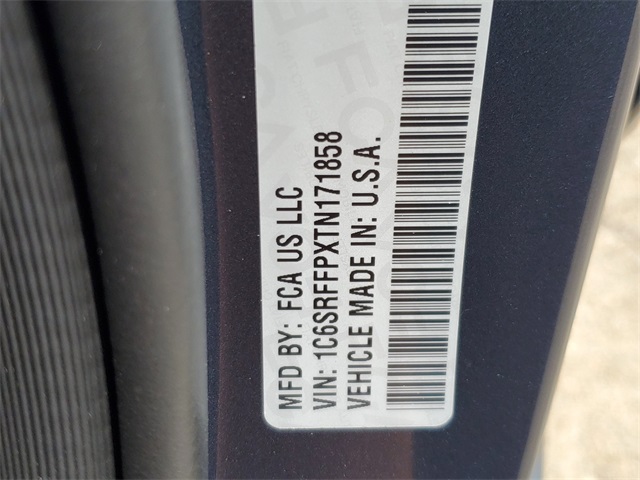 MFD BY: FCA US LLC
VIN: 1C6SRFFPXTN171858
VEHICLE MADE IN: U.S.A.